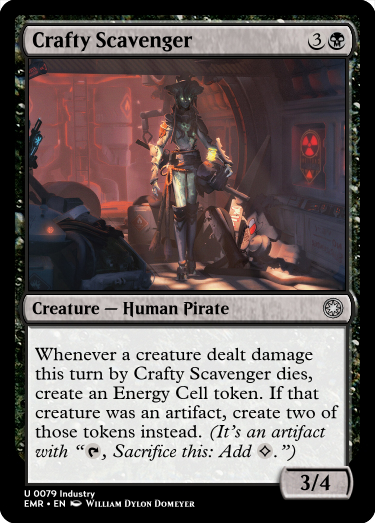 Crafty Scavenger 3
Creature — Human Pirate
Whenever a creature dealt damage
this turn by Crafty Scavenger dies,
create an Energy Cell token. If that
creature was an artifact, create two of
those tokens instead. (It's an artifact
with “, Sacrifice this: Add .”)
3/4
U 0079 Industry
EMR • EN William Dylon Domeyer